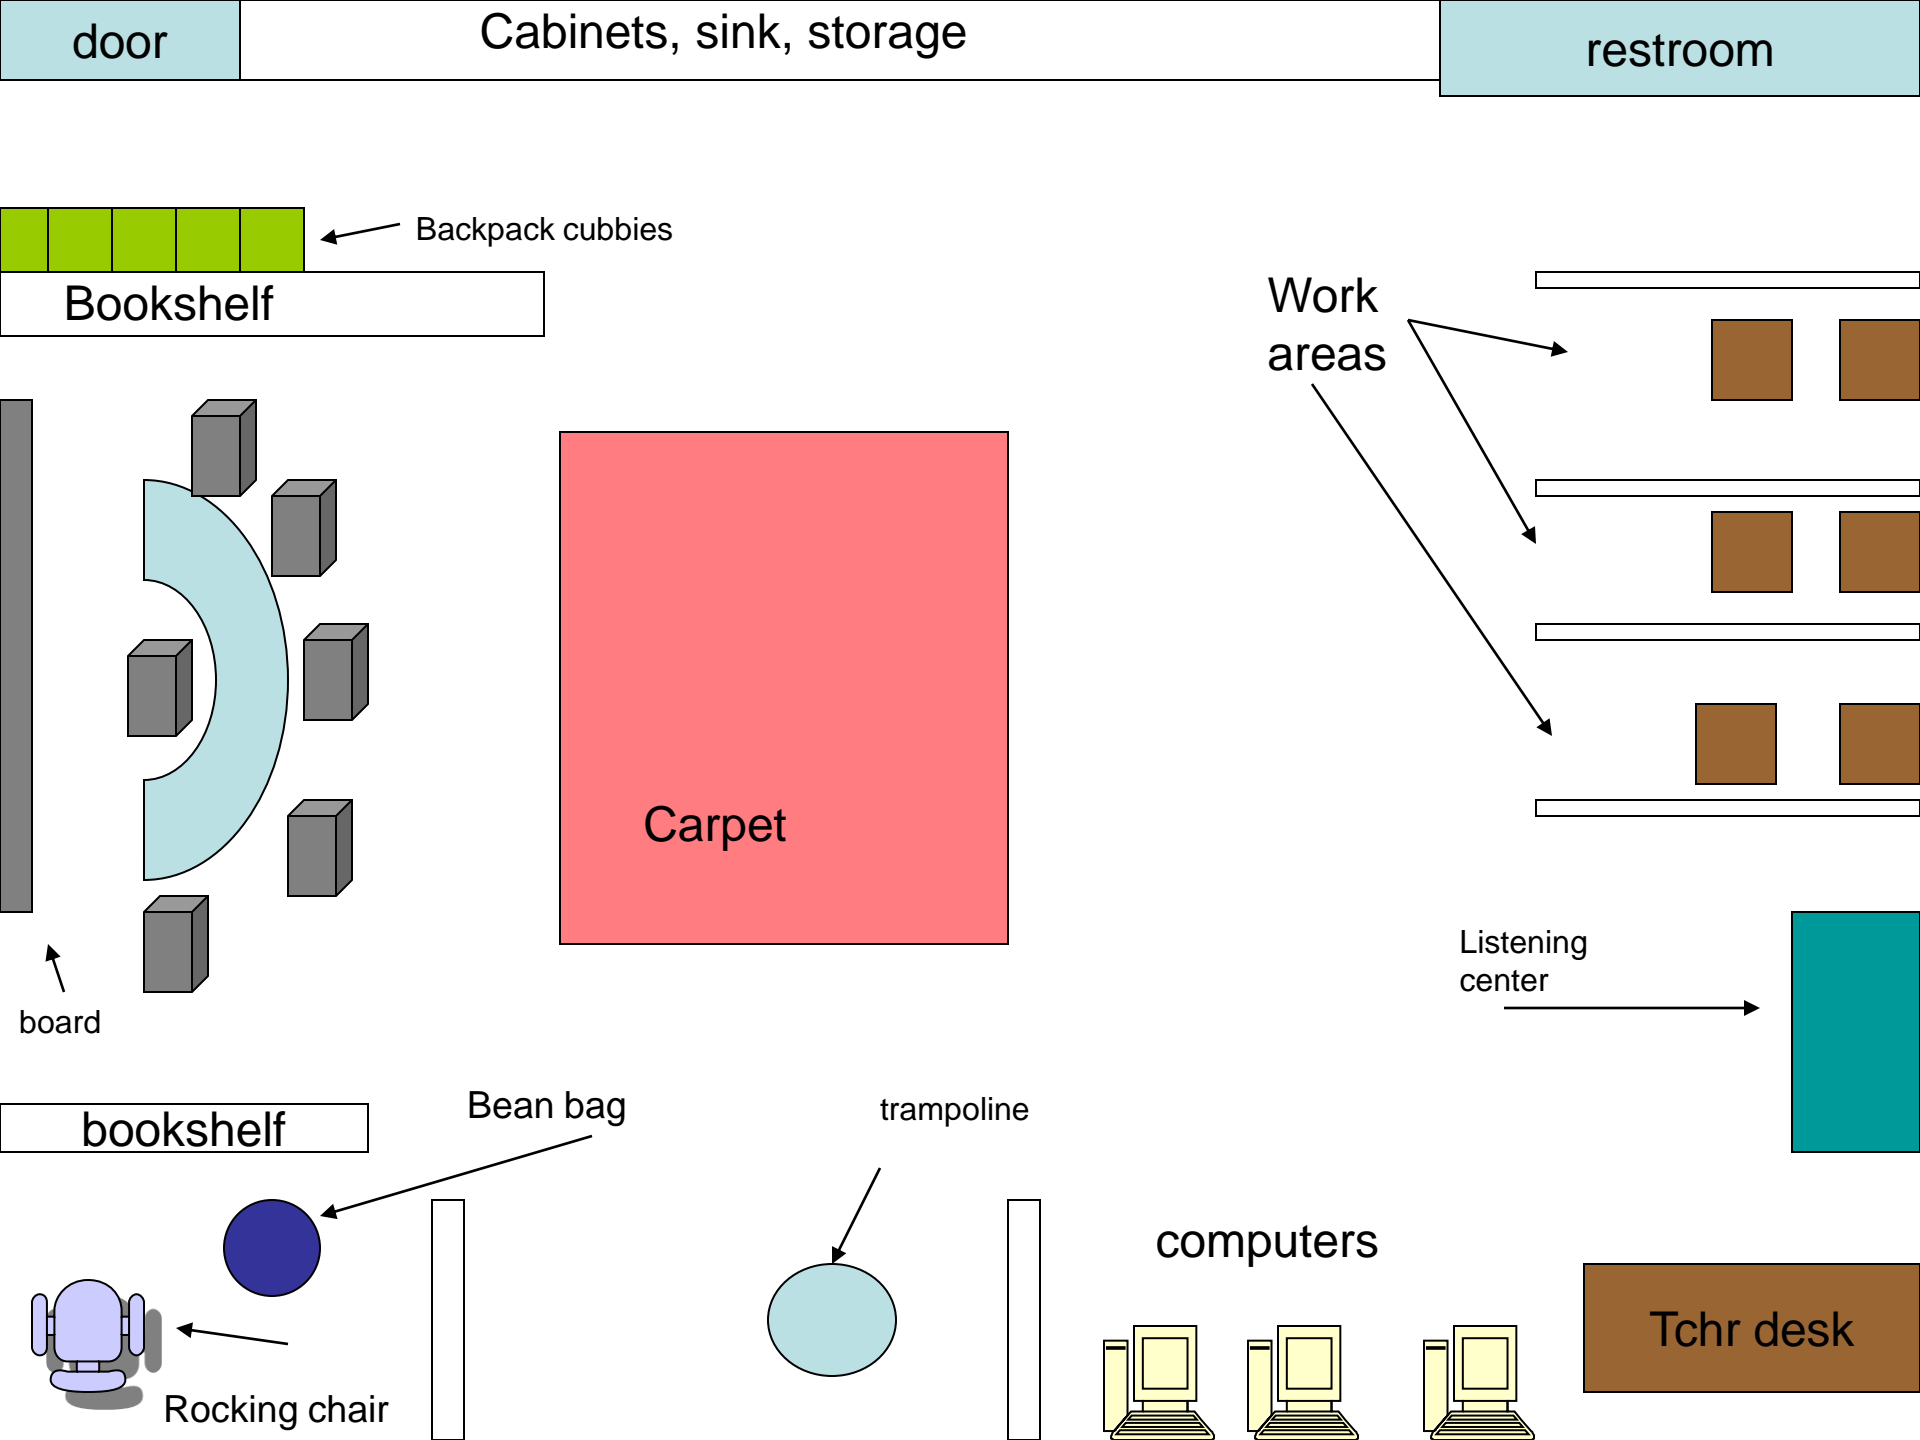 door
Cabinets, sink, storage
restroom
Backpack cubbies
Bookshelf
Work
areas
Carpet
Listening
center
board
bookshelf
Bean bag
trampoline
computers
Tchr desk
Rocking chair